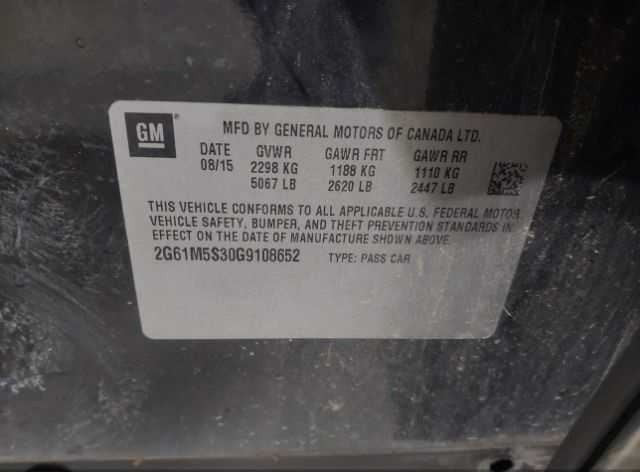 GM ®
MFD BY GENERAL MOTORS OF CANADA LTD.
DATE GVWR GAWR FRT GAWR RR
08/15 2298 KG 1188 KG 1110 KG
5067 LB 2620 LB 2447 LB
THIS VEHICLE CONFORMS TO ALL APPLICABLE U.S. FEDERAL MOTOR
VEHICLE SAFETY, BUMPER, AND THEFT PREVENTION STANDARDS IN
EFFECT ON THE DATE OF MANUFACTURE SHOWN ABOVE.
2G61M5S30G9108652 TYPE: PASS CAR